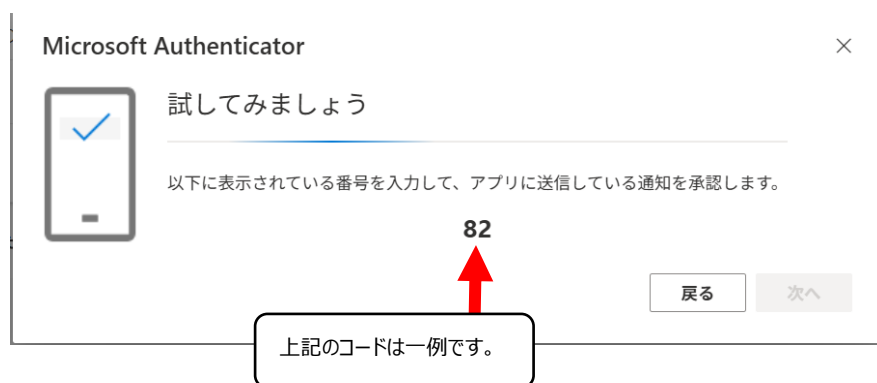 Microsoft Authenticator
試してみましょう
以下に表示されている番号を入力して、アプリに送信している通知を承認します。
82
戻る
次へ
上記のコードは一例です。